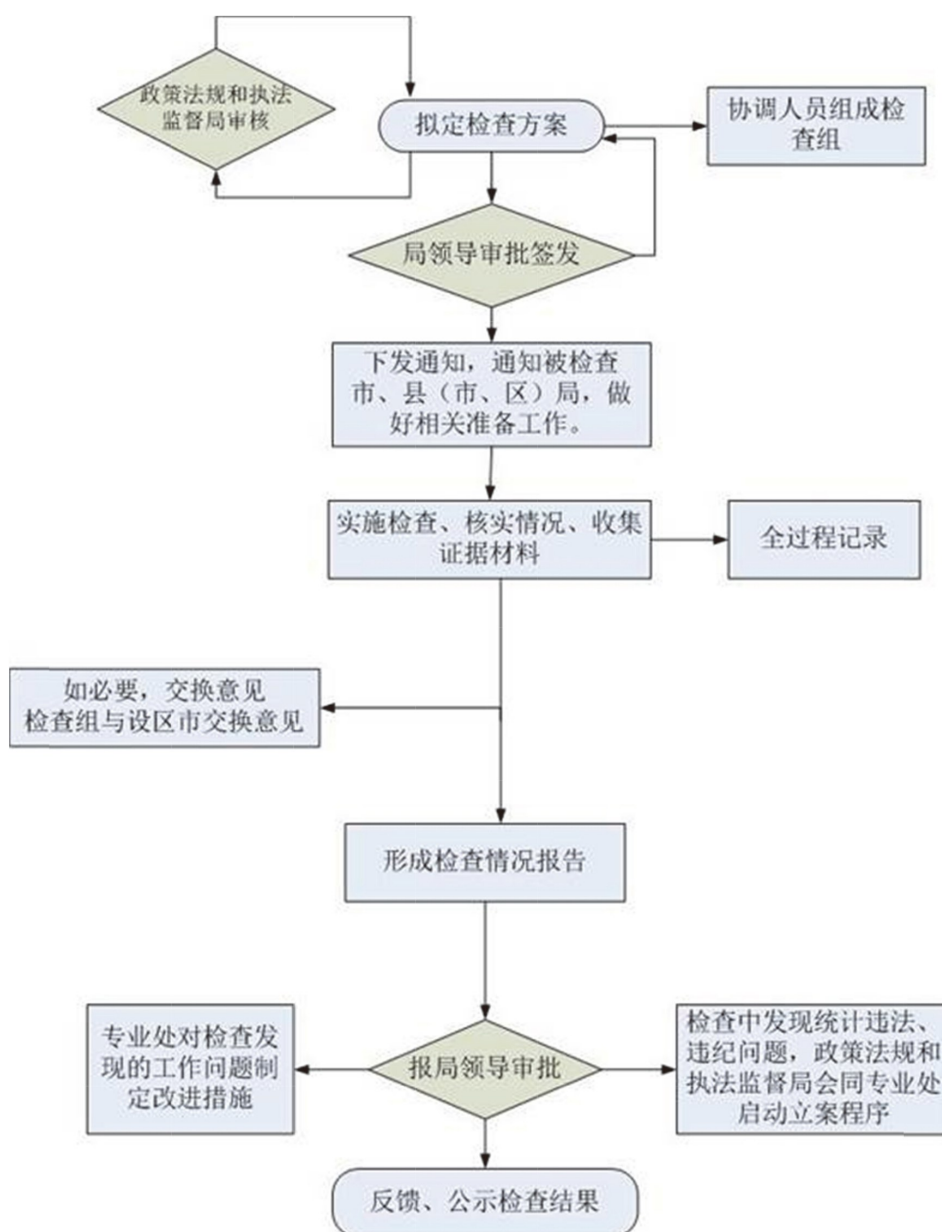 政策法规和执法
监督局审核
拟定检查方案
协调人员组成检
查组
局领导审批签发
下发通知，通知被检查
市、县（市、区）局，做
好相关准备工作。
实施检查、核实情况、收集
证据材料
全过程记录
如必要，交换意见
检查组与设区市交换意见
形成检查情况报告
专业处对检查发
现的工作问题制
定改进措施
报局领导审批
检查中发现统计违法、
违纪问题，政策法规和
执法监督局会同专业处
启动立案程序
反馈、公示检查结果